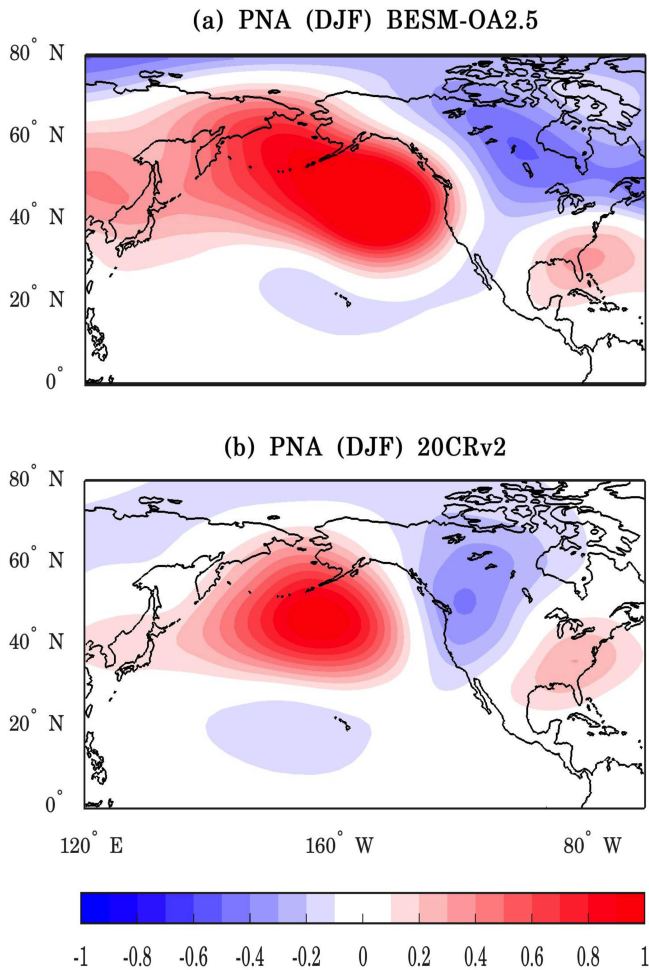 (a) PNA (DJF) BESM-OA2.5
80° N
60° N
40° N
20° N
0°
(b) PNA (DJF) 20CRv2
80° N
60° N
40° N
20° N
0°
120° E 160° W 80° W
-1 -0.8 -0.6 -0.4 -0.2 0 0.2 0.4 0.6 0.8 1